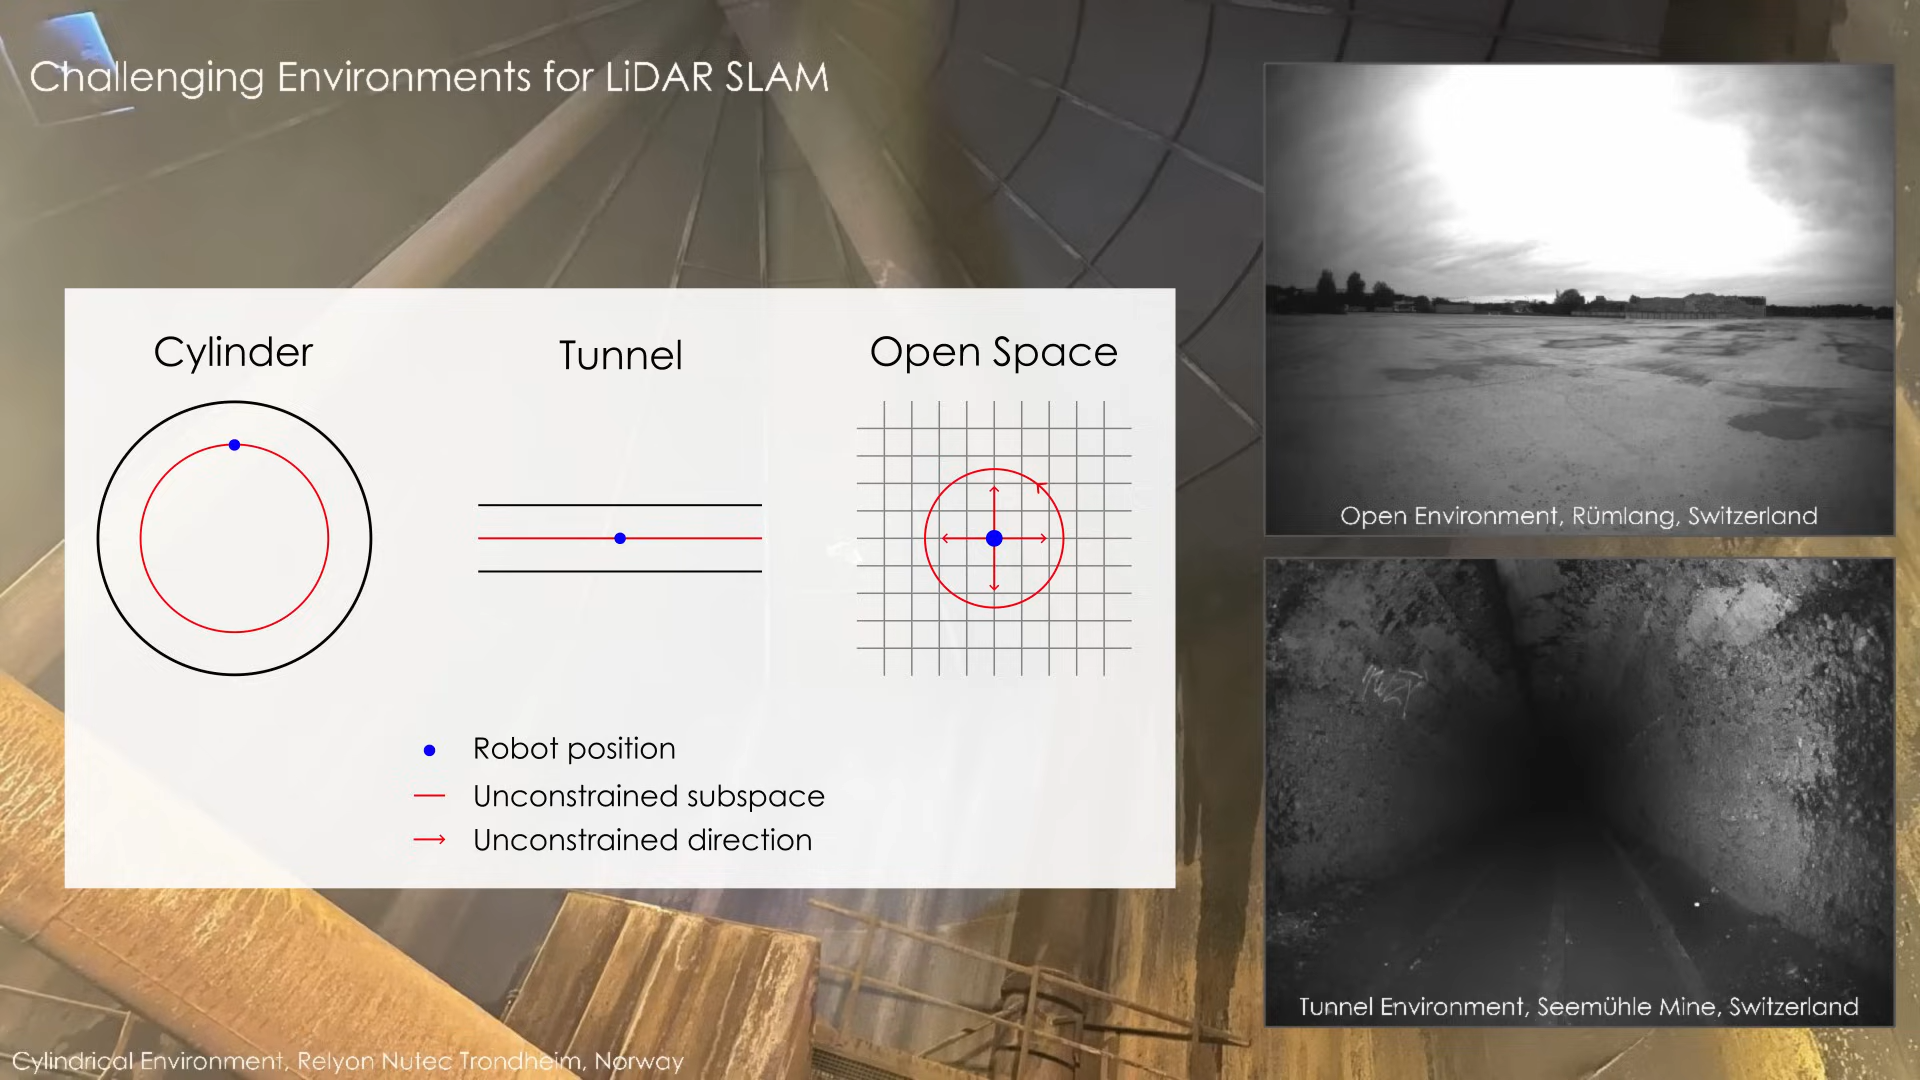 Challenging Environments for LiDAR SLAM
Cylinder
Tunnel
Open Space
Robot position
Unconstrained subspace
Unconstrained direction
Open Environment, Rümlang, Switzerland
Tunnel Environment, Seemühle Mine, Switzerland
Cylindrical Environment, Relyon Nutec Trondheim, Norway